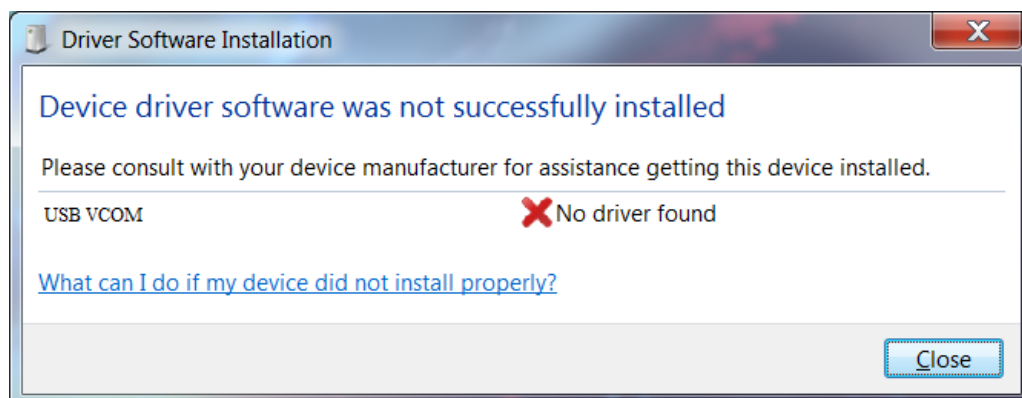 Driver Software Installation
Device driver software was not successfully installed
Please consult with your device manufacturer for assistance getting this device installed.
USB VCOM No driver found
What can I do if my device did not install properly?
Close